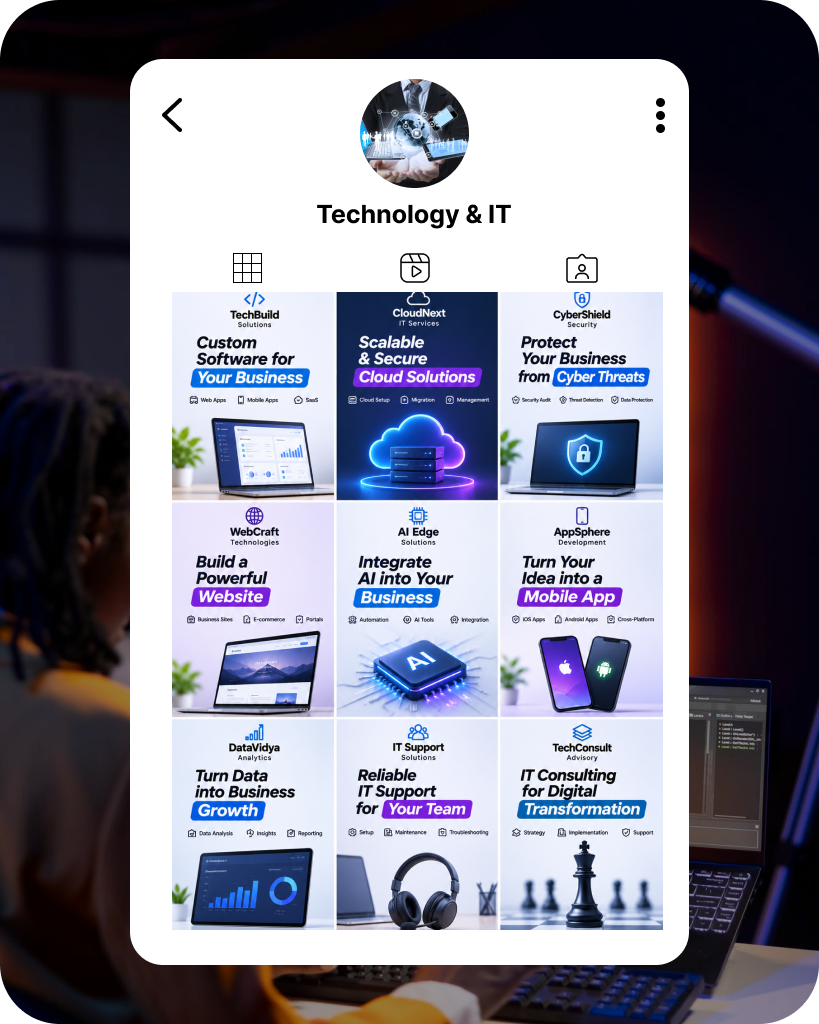 Technology & IT
</>
TechBuild
Solutions
Custom
Software for
Your Business
Web Apps
Mobile Apps
SaaS
CloudNext
IT Services
Scalable
& Secure
Cloud Solutions
Cloud Setup
Migration
Management
CyberShield
Security
Protect
Your Business
from Cyber Threats
Security Audit
Threat Detection
Data Protection
WebCraft
Technologies
Build a
Powerful
Website
Business Sites
E-commerce
Portals
AI Edge
Solutions
Integrate
AI into Your
Business
Automation
AI Tools
Integration
AI
AppSphere
Development
Turn Your
Idea into a
Mobile App
iOS Apps
Android Apps
Cross-Platform
DataVidya
Analytics
Turn Data
into Business
Growth
Data Analysis
Insights
Reporting
IT Support
Solutions
Reliable
IT Support
for Your Team
Setup
Maintenance
Troubleshooting
TechConsult
Advisory
IT Consulting
for Digital
Transformation
Strategy
Implementation
Support